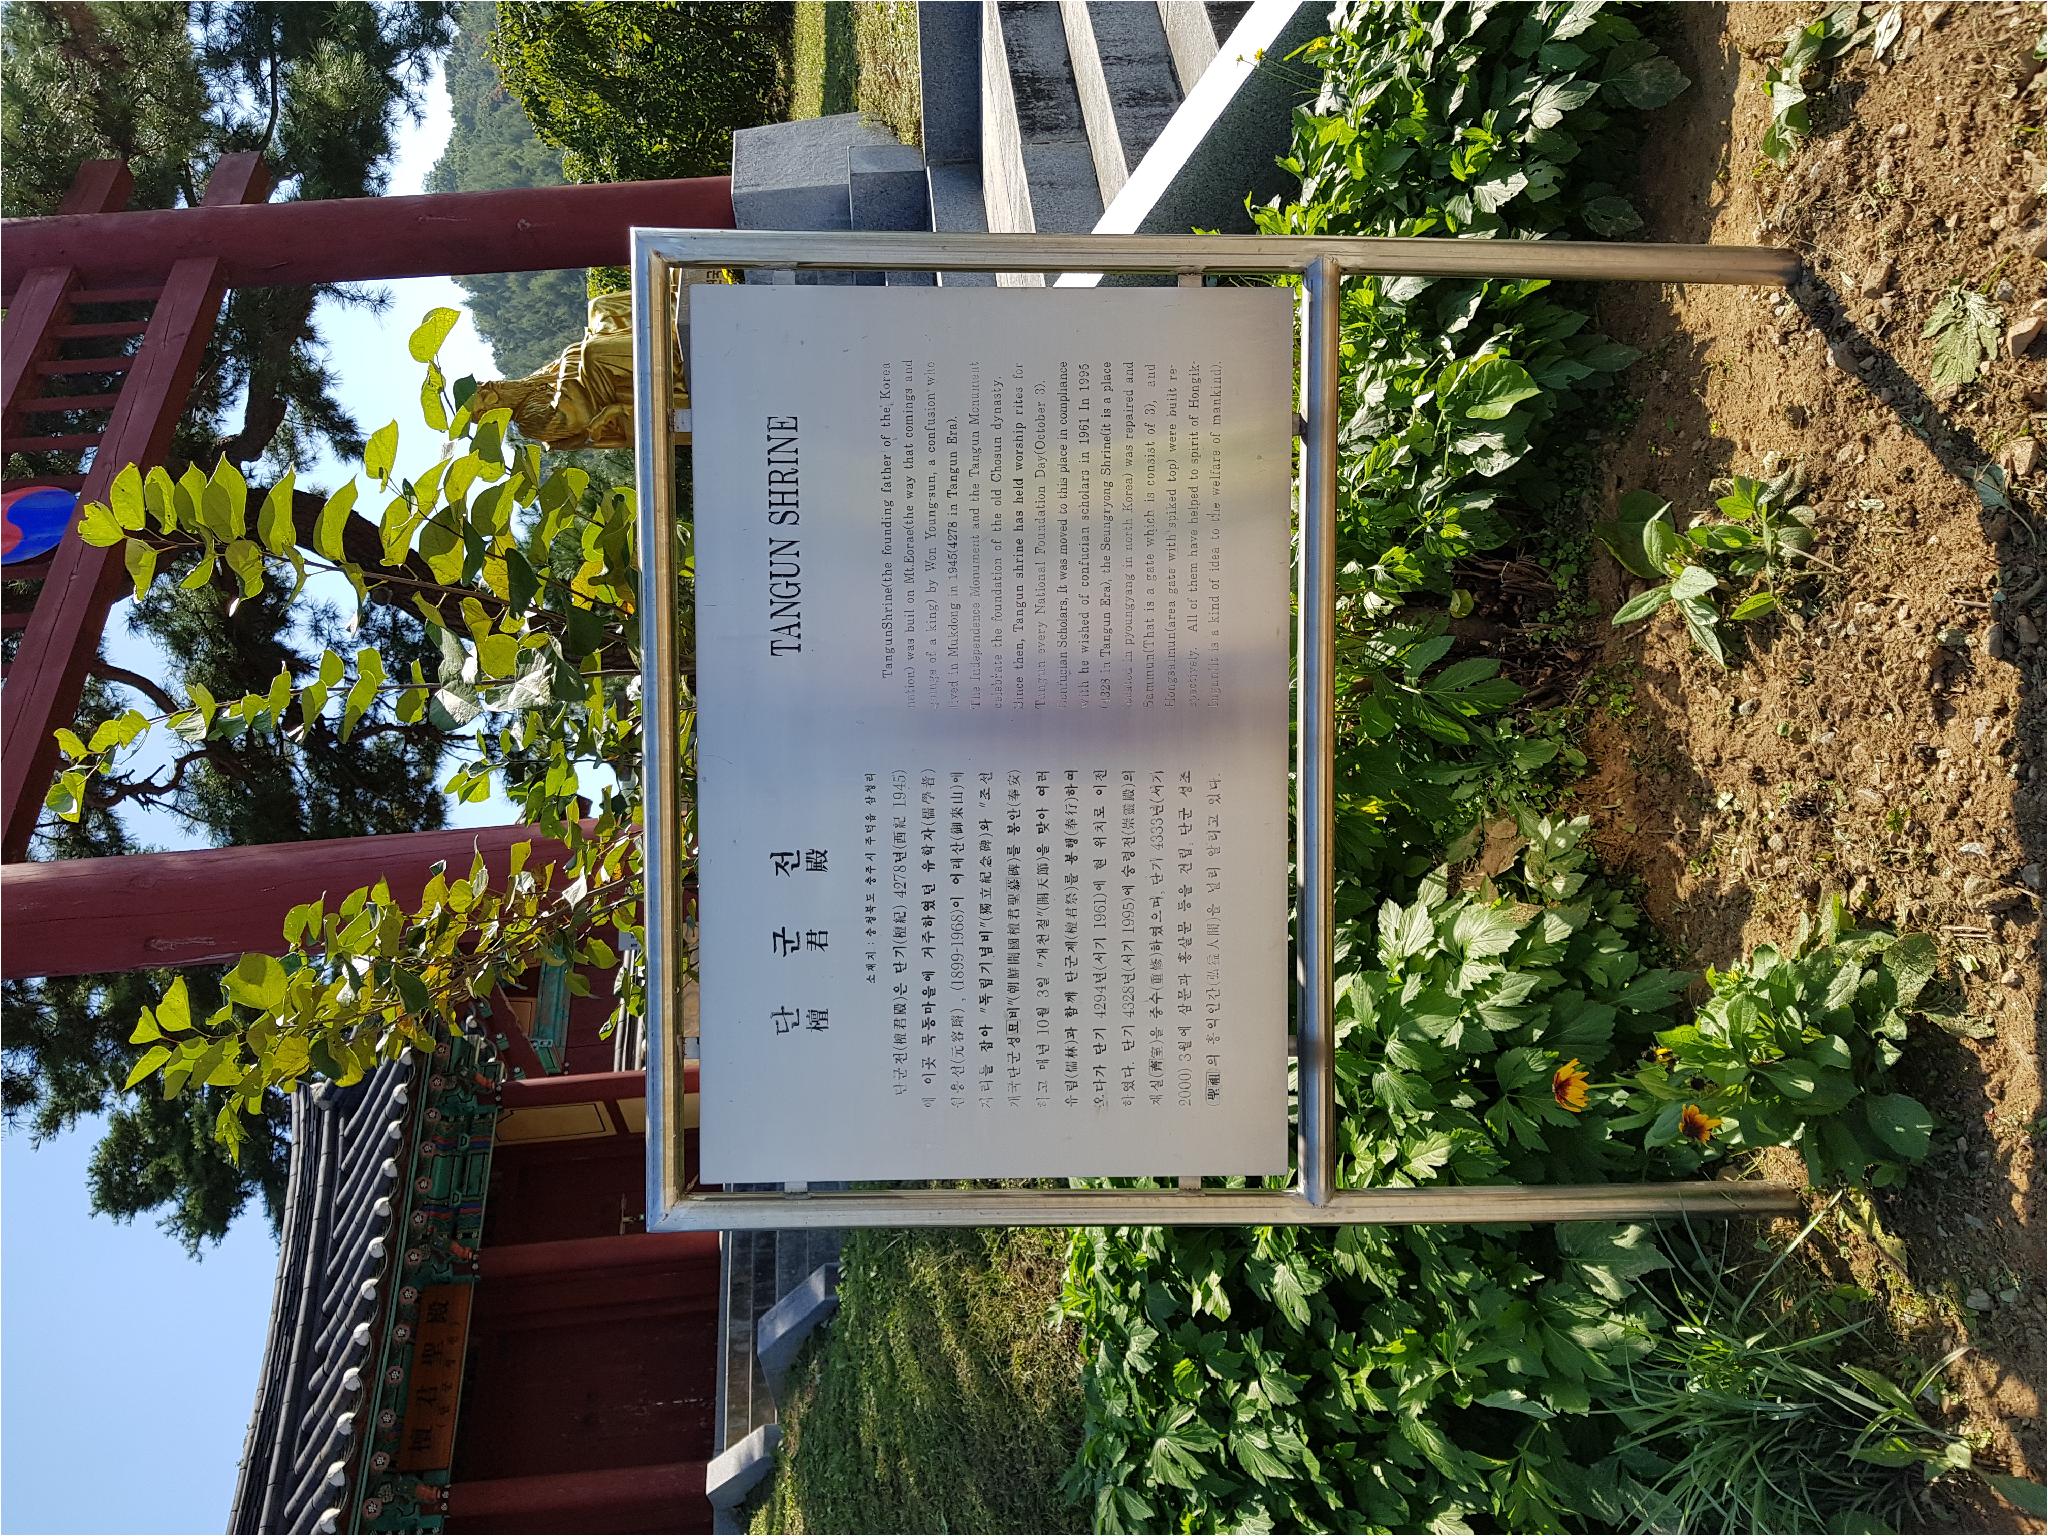 단 군 전
檀 君 殿
소재지 : 충청북도 충주시 주덕읍 삼청리
단군전(檀君殿)은 단기(檀紀) 4278년(西紀 1945)
에 이곳 묵동마을에 거주하였던 유학자(儒學者)
원용선(元容瑄), (1899-1968)이 어래산(御來山)에
자리를 잡아 "독립기념비"(獨立紀念碑)와 "조선
개국단군성묘비"(朝鮮開國檀君聖墓碑)를 봉안(奉安)
하고 매년 10월 3일 "개천절"(開天節)을 맞아 여러
유림(儒林)과 함께 단군제(檀君祭)를 봉행(奉行)하여
오다가 단기 4294년(서기 1961)에 현 위치로 이전
하였다. 단기 4328년(서기 1995)에 숭령전(崇靈殿)의
재실(齊室)을 중수(重修)하였으며, 단기 4333년(서기
2000) 3월에 삼문과 홍살문 등을 건립, 단군 성조
(聖祖)의 홍익인간(弘益人間)을 널리 알리고 있다.
TANGUN SHRINE
TangunShrine(the founding father of the Korea
nation) was buil on Mt.Eorae(the way that comings and
goings of a king) by Won Young-sun, a confusion who
lived in Mukdong in 1945(4278 in Tangun Era).
The Independence Monument and the Tangun Monument
celebrate the foundation of the old Chosun dynasty.
Since then, Tangun shrine has held worship rites for
Tangun every National Foundation Day(October 3).
Confucian Scholars. It was moved to this place in compliance
with he wished of confucian scholars in 1961 In 1995
(4328 in Tangun Era), the Seungryong Shrine(it is a place
located in pyoungyang in north Korea) was repaired and
Sammun(That is a gate which is consist of 3), and
Hongsalmun(area gate with spiked top) were built re-
spactively. All of them have helped to spirit of Hongik-
Ingan(It is a kind of idea to the welfare of mankind).
檀君聖殿